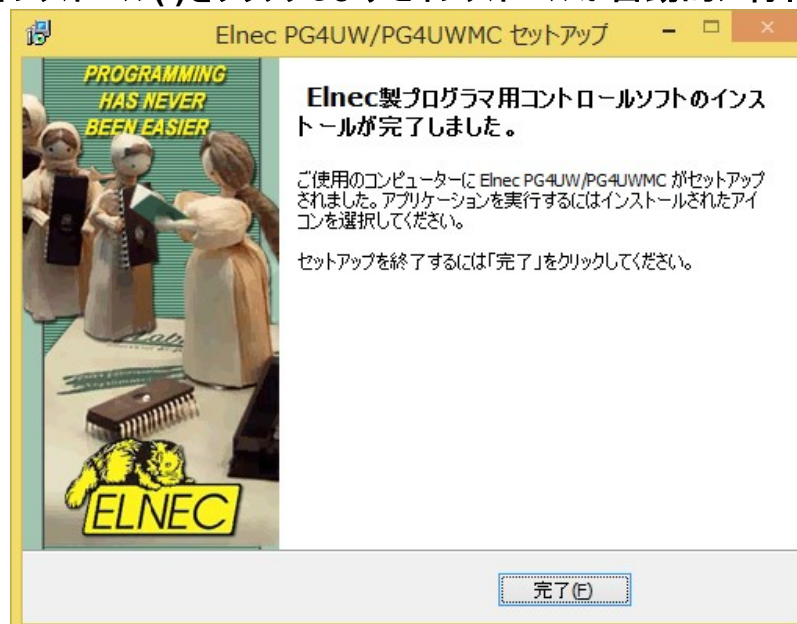 Elnec PG4UW/PG4UWMC セットアップ
PROGRAMMING
HAS NEVER
BEEN EASIER
Elnec製プログラマ用コントロールソフトのインス
トールが完了しました。
ご使用のコンピューターに Elnec PG4UW/PG4UWMC がセットアップ
されました。アプリケーションを実行するにはインストールされたアイ
コンを選択してください。
セットアップを終了するには「完了」をクリックしてください。
ELNEC
完了(F)